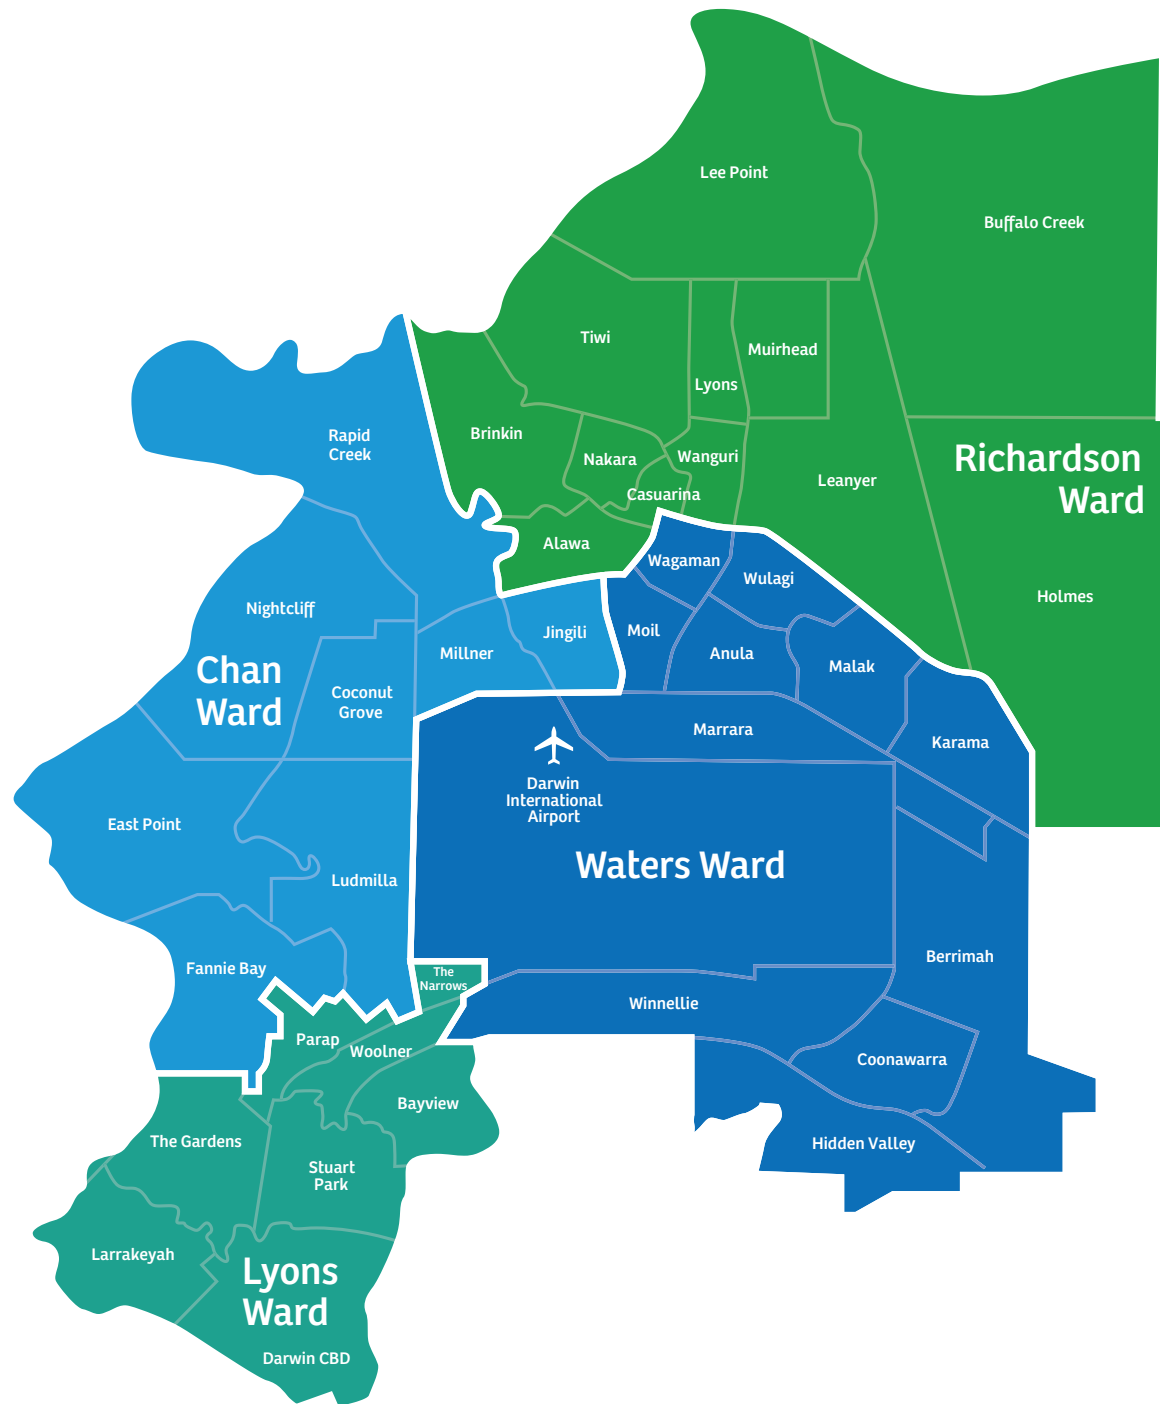 Lee Point
Buffalo Creek
Tiwi
Muirhead
Lyons
Brinkin
Rapid
Creek
Nakara
Wanguri
Richardson
Ward
Leanyer
Casuarina
Alawa
Wagaman
Wulagi
Holmes
Nightcliff
Jingili
Moil
Millner
Anula
Malak
Chan
Ward
Coconut
Grove
Marrara
Karama
Darwin
International
Airport
East Point
Waters Ward
Ludmilla
Berrimah
Fannie Bay
The
Narrows
Winnellie
Parap
Woolner
Coonawarra
Bayview
The Gardens
Hidden Valley
Stuart
Park
Larrakeyah
Lyons
Ward
Darwin CBD